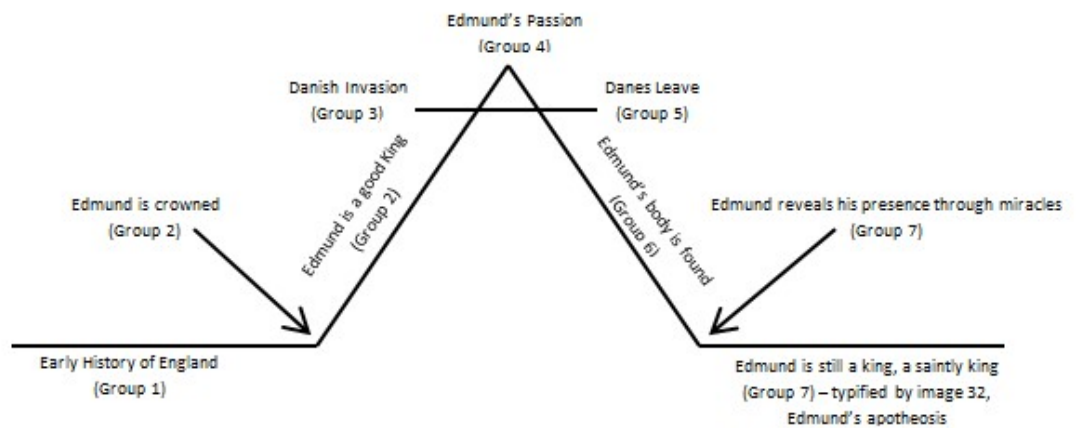 Edmund's Passion
(Group 4)
Danish Invasion
(Group 3)
Danes Leave
(Group 5)
Edmund is a good King
(Group 2)
Edmund's body is found
(Group 6)
Edmund is crowned
(Group 2)
Edmund reveals his presence through miracles
(Group 7)
Early History of England
(Group 1)
Edmund is still a king, a saintly king
(Group 7) – typified by image 32,
Edmund's apotheosis